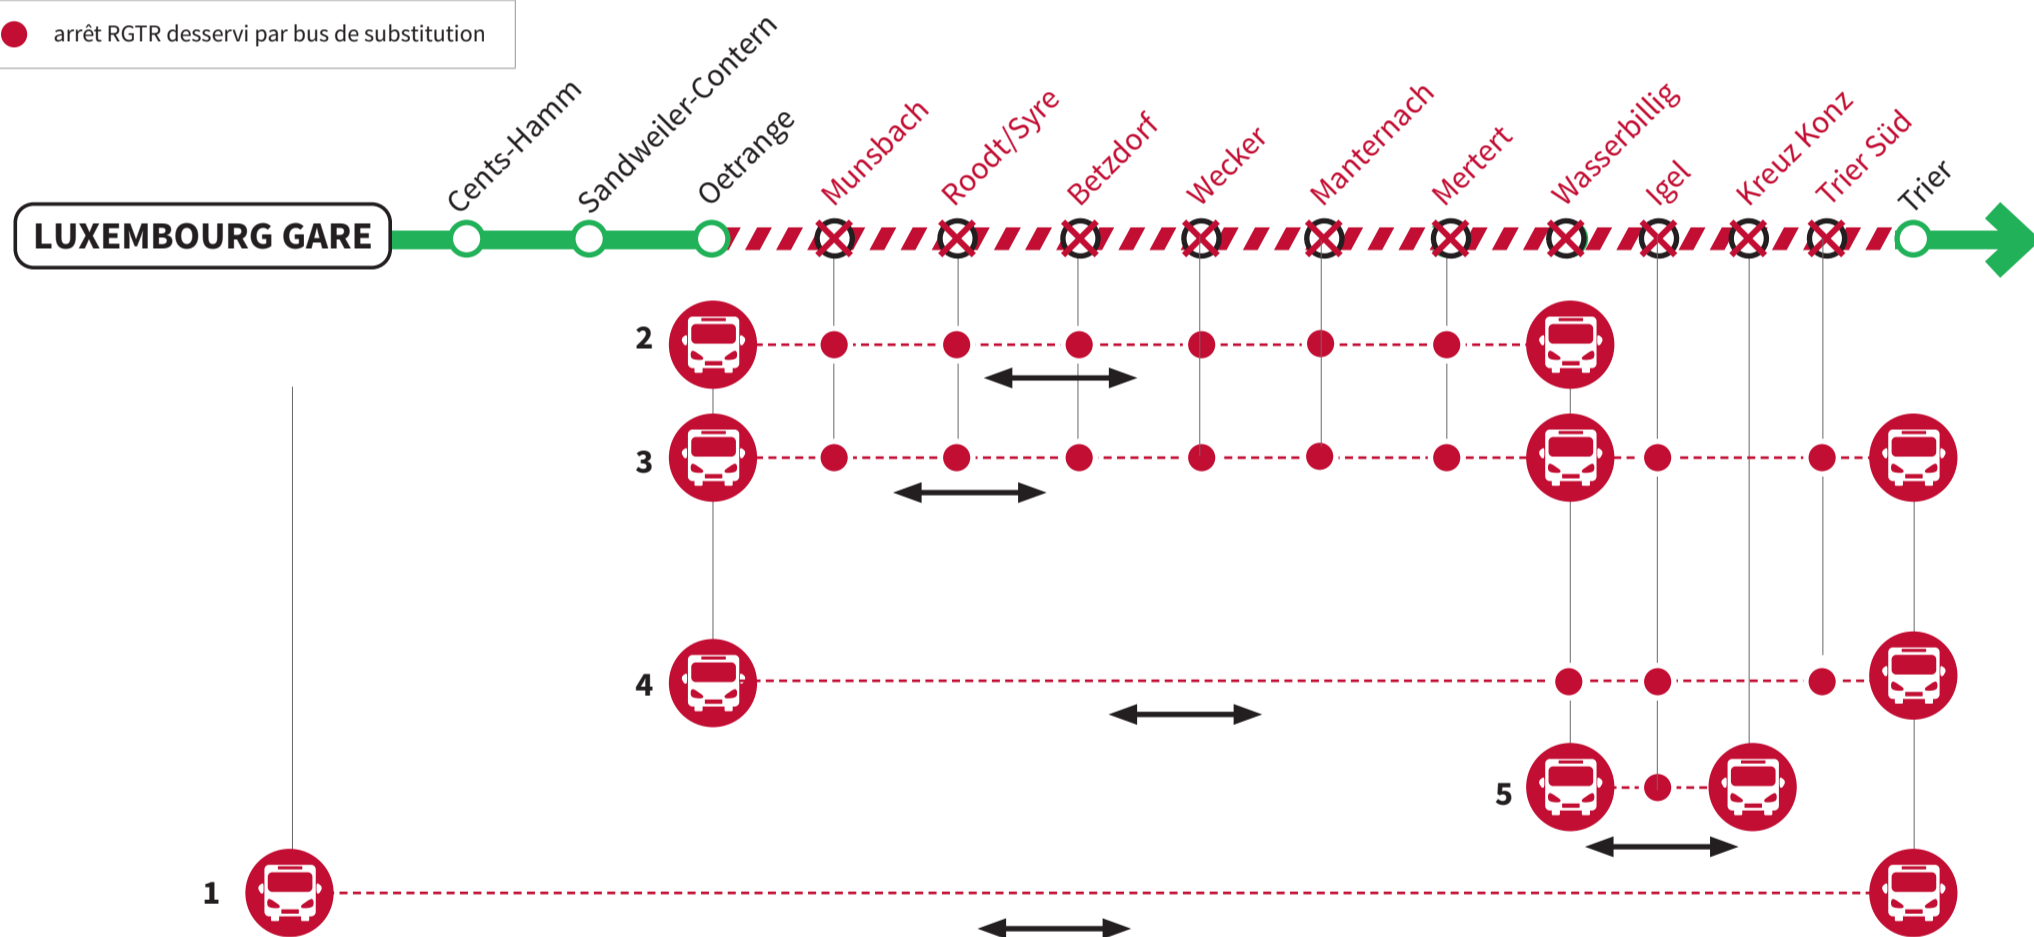 arrêt RGTR desservi par bus de substitution
LUXEMBOURG GARE
Cents-Hamm
Sandweiler-Contern
Oetrange
Munsbach
Roodt/Syre
Betzdorf
Wecker
Manternach
Mertert
Wasserbillig
Igel
Kreuz Konz
Trier Süd
Trier
2
3
4
5
1